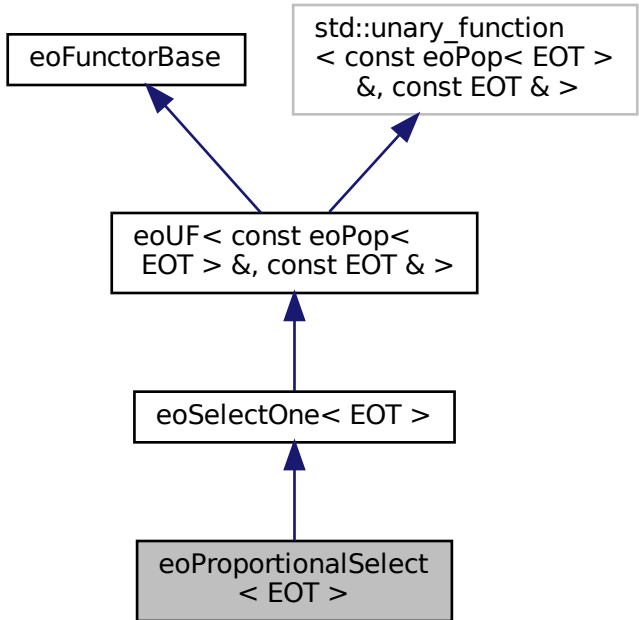 eoFunctorBase
std::unary_function
< const eoPop< EOT >
&, const EOT & >
eoUF< const eoPop<
EOT > &, const EOT & >
eoSelectOne< EOT >
eoProportionalSelect
< EOT >